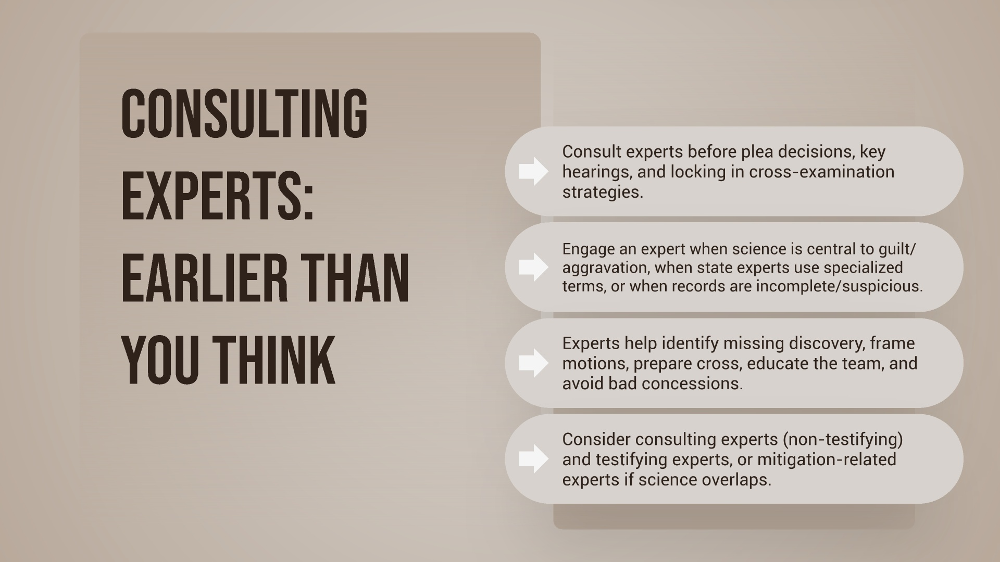 CONSULTING
EXPERTS:
EARLIER THAN
YOU THINK
Consult experts before plea decisions, key
hearings, and locking in cross-examination
strategies.
Engage an expert when science is central to guilt/
aggravation, when state experts use specialized
terms, or when records are incomplete/suspicious.
Experts help identify missing discovery, frame
motions, prepare cross, educate the team, and
avoid bad concessions.
Consider consulting experts (non-testifying)
and testifying experts, or mitigation-related
experts if science overlaps.